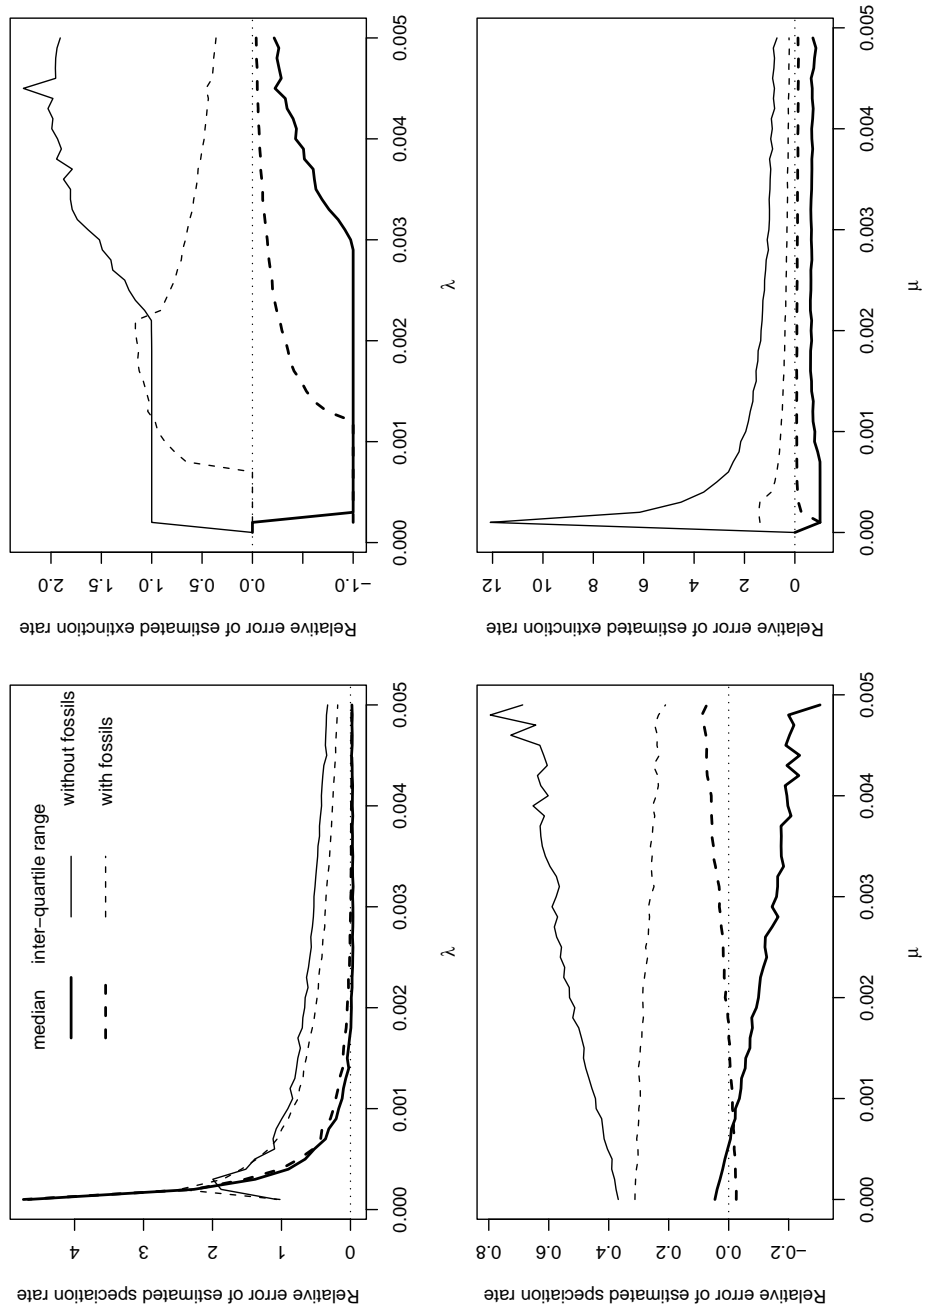 median inter−quartile range
without fossils
with fossils
4
3
2
1
0
0.000 0.001 0.002 0.003 0.004 0.005
λ
Relative error of estimated speciation rate
2.0
1.5
1.0
0.5
0.0
−1.0
0.000 0.001 0.002 0.003 0.004 0.005
λ
Relative error of estimated extinction rate
0.8
0.6
0.4
0.2
0.0
−0.2
0.000 0.001 0.002 0.003 0.004 0.005
μ
Relative error of estimated speciation rate
12
10
8
6
4
2
0
0.000 0.001 0.002 0.003 0.004 0.005
μ
Relative error of estimated extinction rate